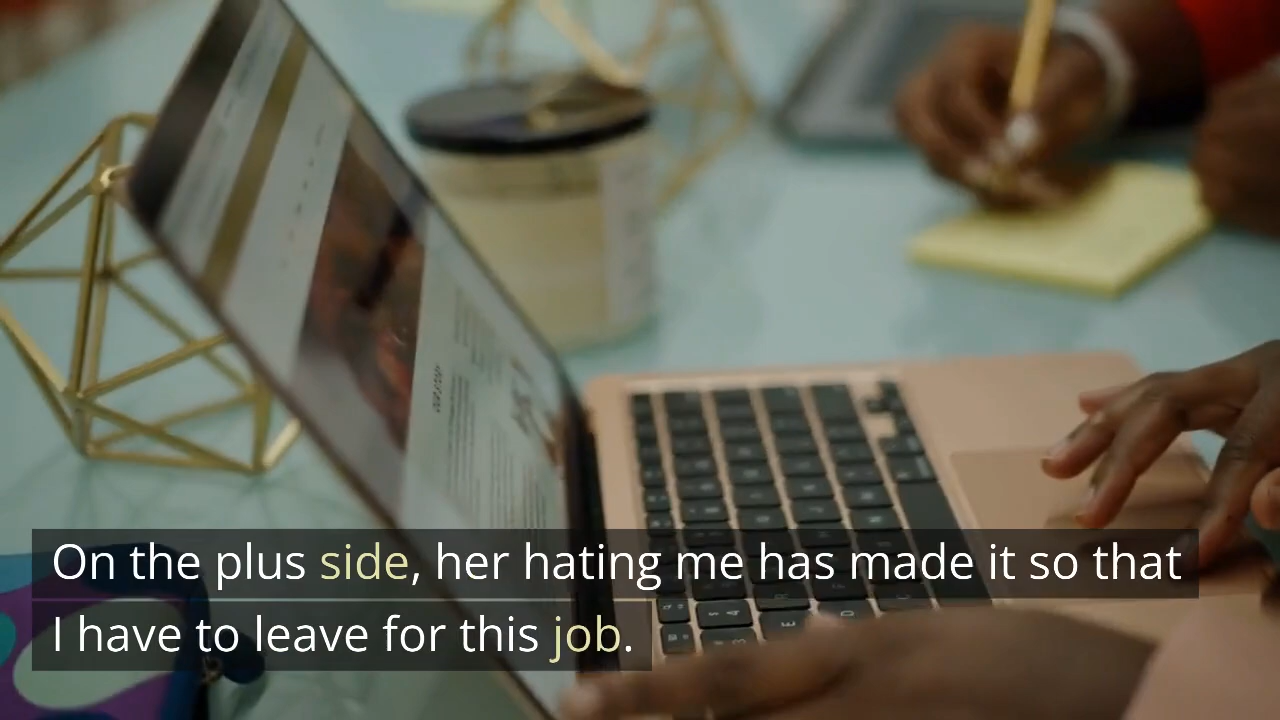 On the plus side, her hating me has made it so that
I have to leave for this job.